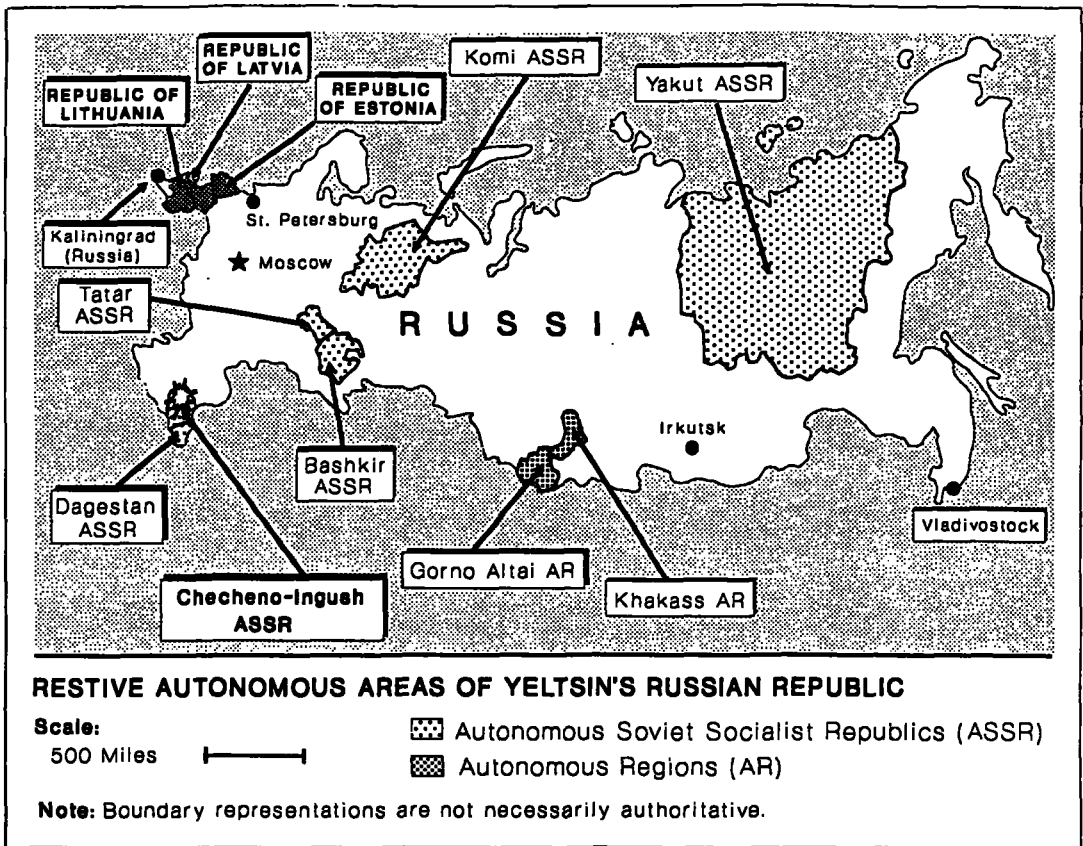 REPUBLIC
OF LATVIA
Komi ASSR
REPUBLIC OF
LITHUANIA
REPUBLIC
OF ESTONIA
Yakut ASSR
St. Petersburg
Kaliningrad
(Russia)
Moscow
Tatar
ASSR
RUSSIA
Irkutsk
Bashkir
ASSR
Dagestan
ASSR
Vladivostock
Gorno Altai AR
Khakass AR
Checheno-Ingush
ASSR
RESTIVE AUTONOMOUS AREAS OF YELTSIN'S RUSSIAN REPUBLIC
Scale:
500 Miles
Autonomous Soviet Socialist Republics (ASSR)
Autonomous Regions (AR)
Note: Boundary representations are not necessarily authoritative.